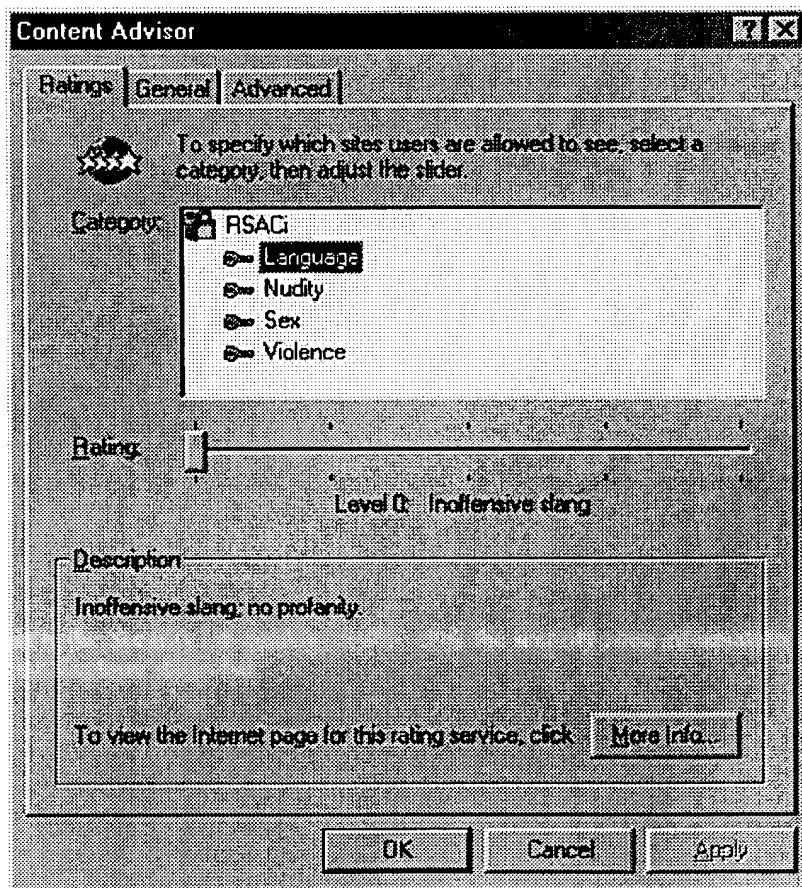 Content Advisor
Ratings General Advanced
To specify which sites users are allowed to see, select a
category, then adjust the slider.
Category:
RSACi
Language
Nudity
Sex
Violence
Rating:
Level 0: Inoffensive slang
Description
Inoffensive slang; no profanity.
To view the Internet page for this rating service, click More Info...
OK Cancel Apply